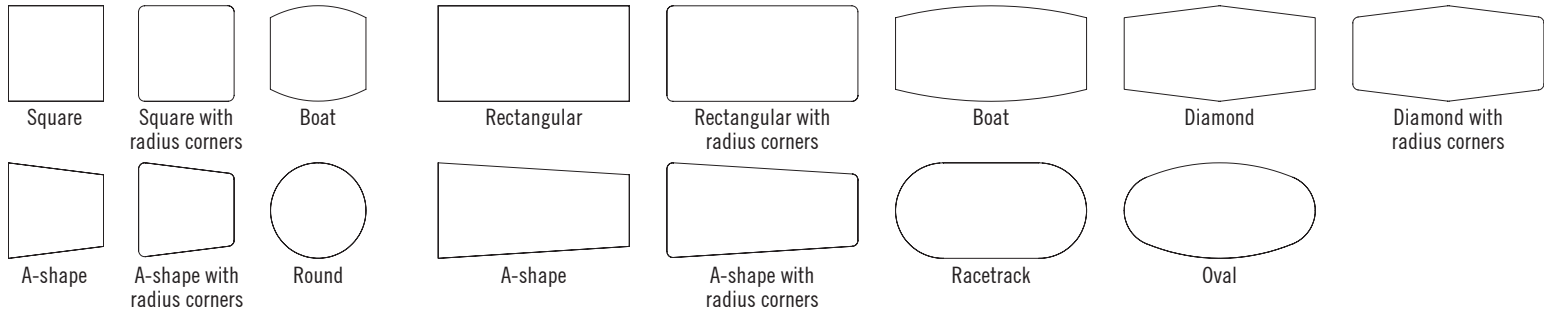 Square
Square with
radius corners
Boat
Rectangular
Rectangular with
radius corners
Boat
Diamond
Diamond with
radius corners
A-shape
A-shape with
radius corners
Round
A-shape
A-shape with
radius corners
Racetrack
Oval